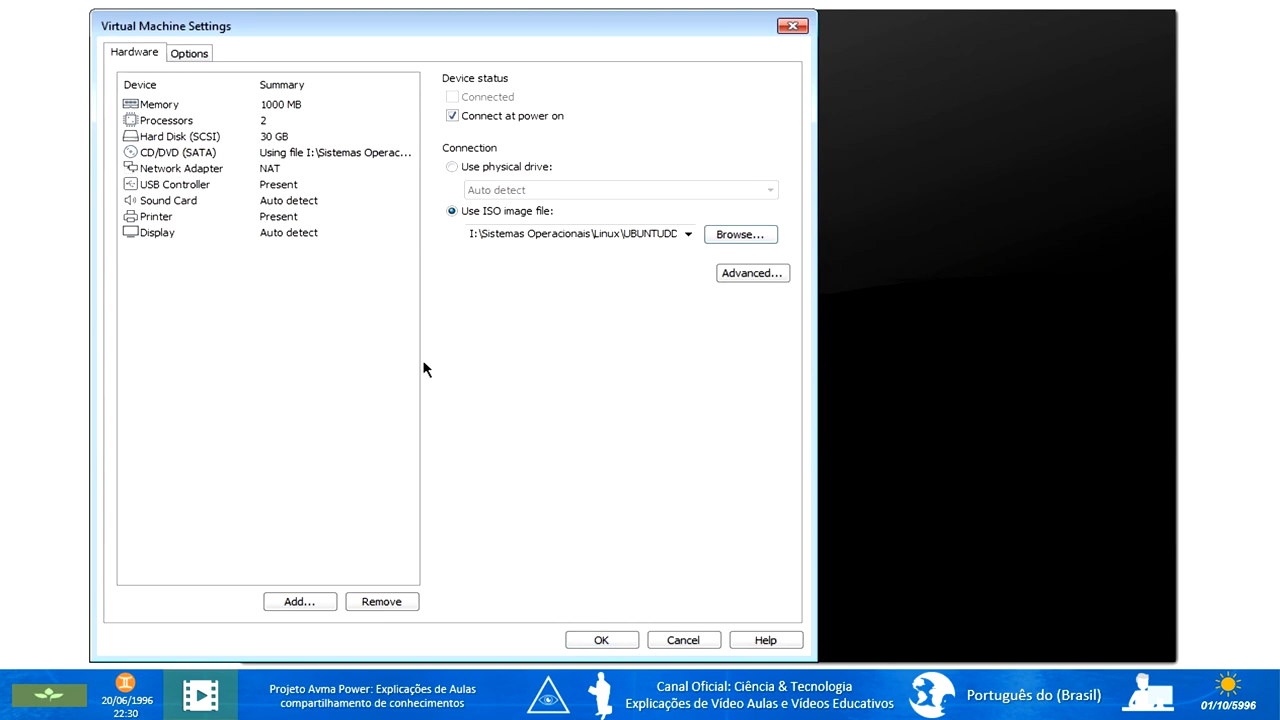 Virtual Machine Settings
Hardware Options
Device Summary
Memory 1000 MB
Processors 2
Hard Disk (SCSI) 30 GB
CD/DVD (SATA) Using file I:\Sistemas Operac...
Network Adapter NAT
USB Controller Present
Sound Card Auto detect
Printer Present
Display Auto detect
Add... Remove
Device status
Connected
Connect at power on
Connection
Use physical drive:
Auto detect
Use ISO image file:
I:\Sistemas Operacionais\Linux\UBUNTUDD Browse...
Advanced...
OK Cancel Help
20/06/1996
22:30
Projeto Avma Power: Explicações de Aulas
compartilhamento de conhecimentos
Canal Oficial: Ciência & Tecnologia
Explicações de Vídeo Aulas e Vídeos Educativos
Português do (Brasil)
01/10/5996